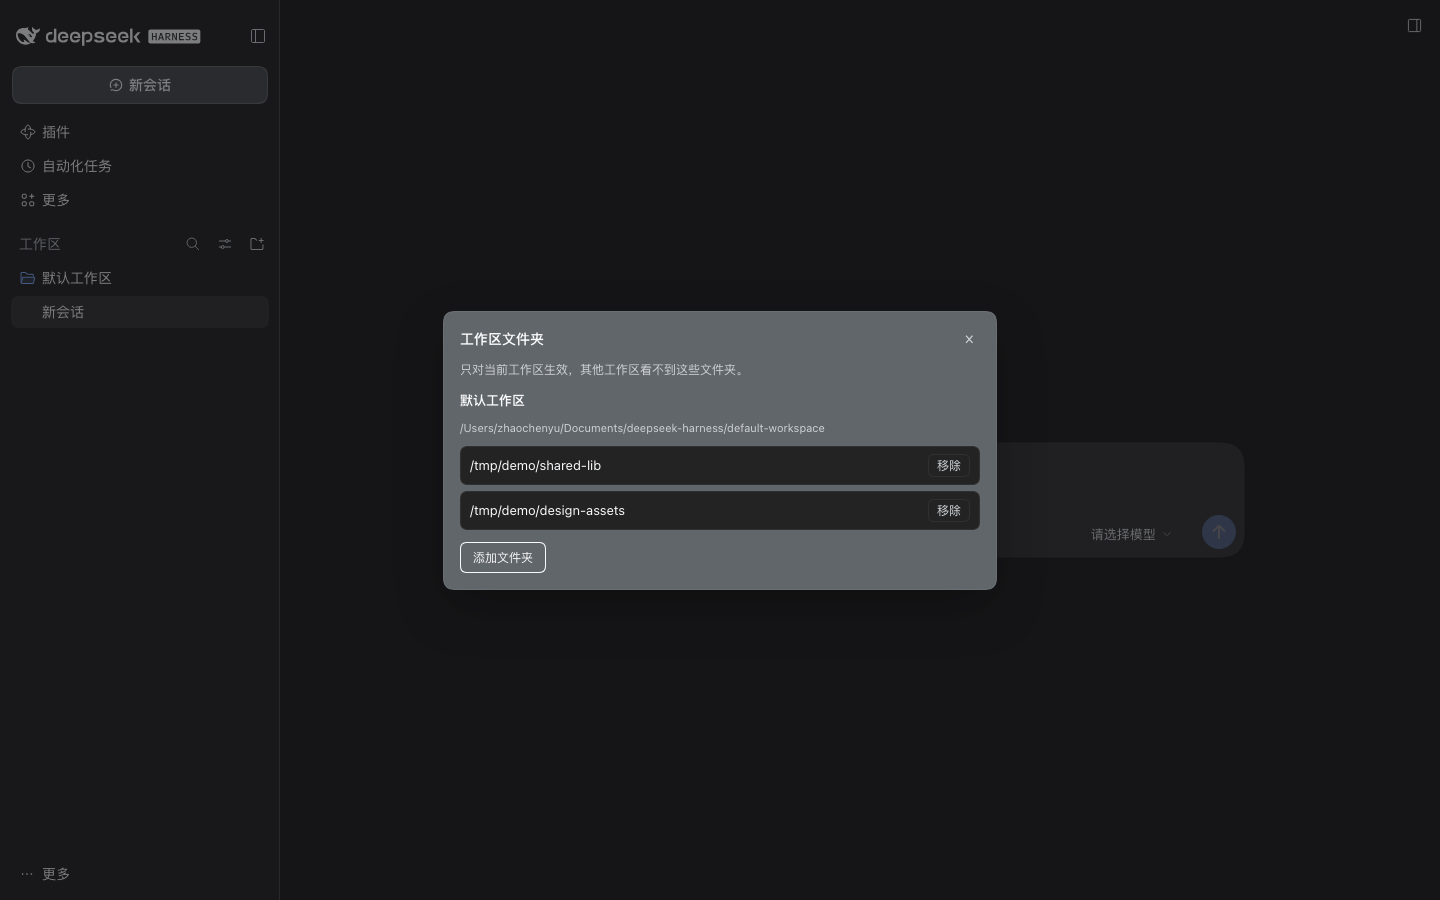 deepseek HARNESS
新会话
插件
自动化任务
更多
工作区
默认工作区
新会话
更多
工作区文件夹
只对当前工作区生效，其他工作区看不到这些文件夹。
默认工作区
/Users/zhaochenyu/Documents/deepseek-harness/default-workspace
/tmp/demo/shared-lib 移除
/tmp/demo/design-assets 移除
添加文件夹
请选择模型